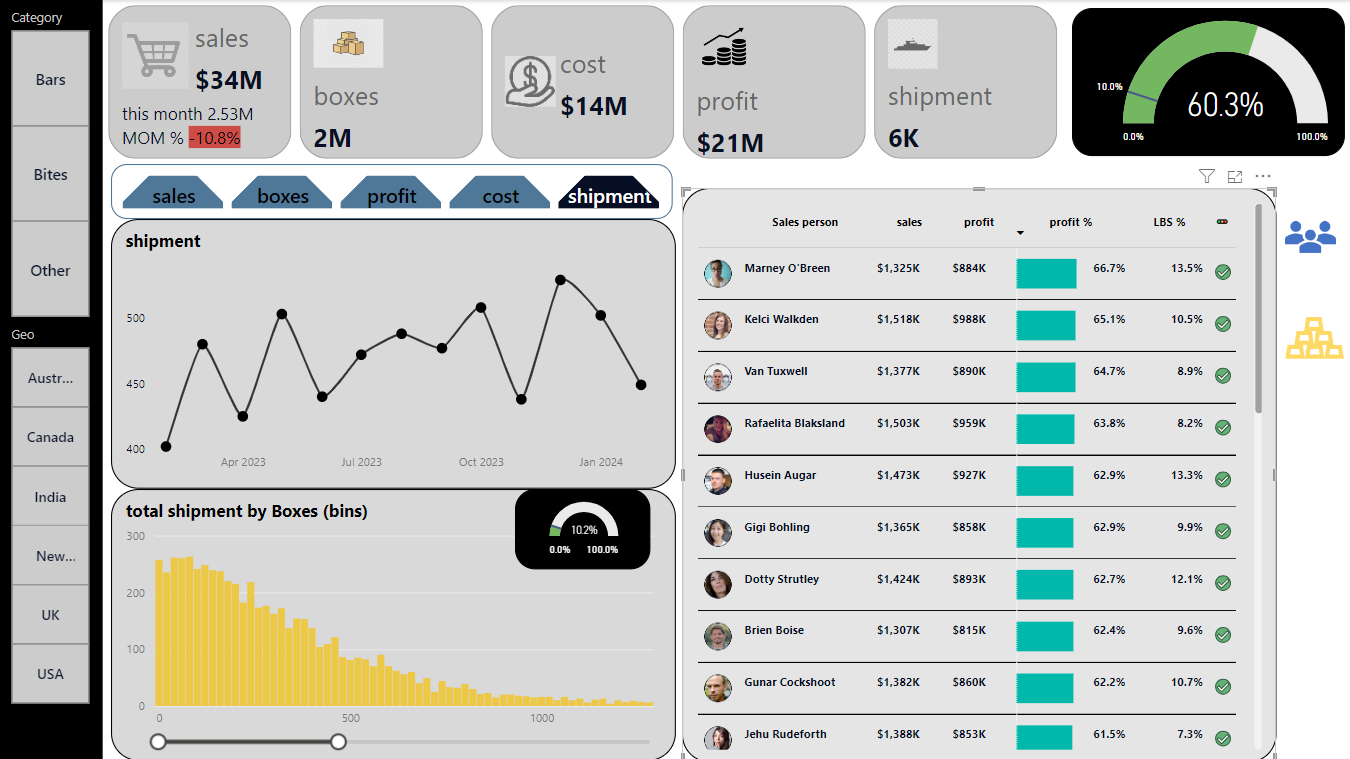 Category
Bars
Bites
Other
Geo
Austr...
Canada
India
New...
UK
USA
sales
$34M
this month 2.53M
MOM % -10.8%
boxes
2M
cost
$14M
profit
$21M
shipment
6K
10.0%
60.3%
0.0% 100.0%
sales boxes profit cost shipment
shipment
500
450
400
Apr 2023 Jul 2023 Oct 2023 Jan 2024
total shipment by Boxes (bins)
10.2%
0.0% 100.0%
300
200
100
0
0 500 1000
Sales person sales profit profit % LBS %
Marney O'Breen $1,325K $884K 66.7% 13.5%
Kelci Walkden $1,518K $988K 65.1% 10.5%
Van Tuxwell $1,377K $890K 64.7% 8.9%
Rafaelita Blaksland $1,503K $959K 63.8% 8.2%
Husein Augar $1,473K $927K 62.9% 13.3%
Gigi Bohling $1,365K $858K 62.9% 9.9%
Dotty Strutley $1,424K $893K 62.7% 12.1%
Brien Boise $1,307K $815K 62.4% 9.6%
Gunar Cockshoot $1,382K $860K 62.2% 10.7%
Jehu Rudeforth $1,388K $853K 61.5% 7.3%